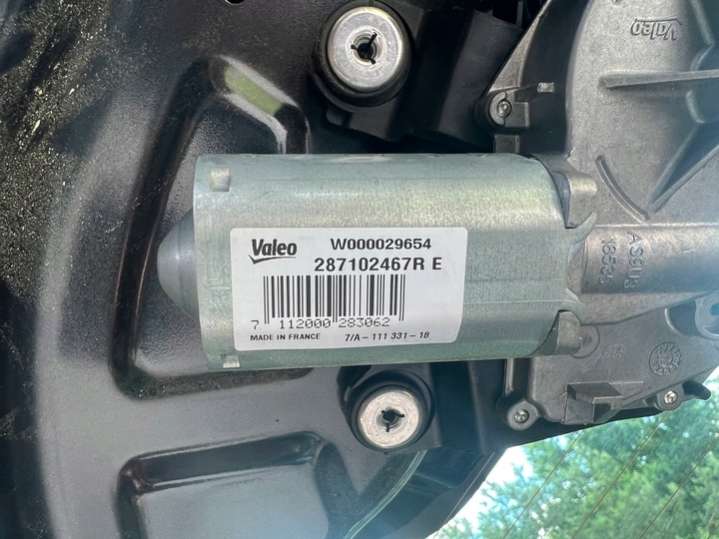 Valeo
Valeo
W000029654
287102467R E
7 112000 283062
MADE IN FRANCE
7/A-111 331-18